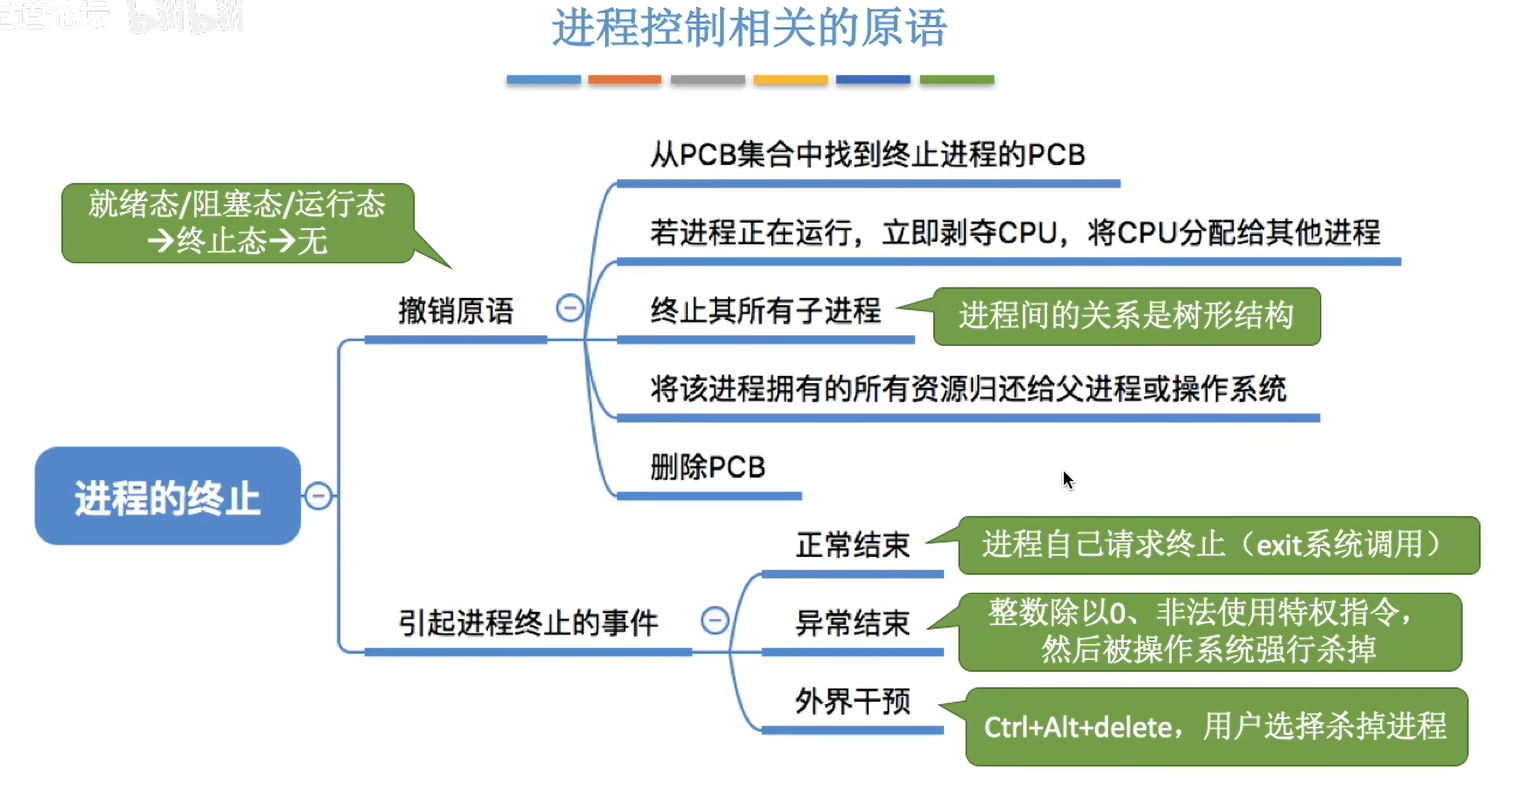 进程控制相关的原语
从PCB集合中找到终止进程的PCB
就绪态/阻塞态/运行态
→终止态→无
若进程正在运行，立即剥夺CPU，将CPU分配给其他进程
撤销原语
终止其所有子进程
进程间的关系是树形结构
将该进程拥有的所有资源归还给父进程或操作系统
删除PCB
进程的终止
正常结束
进程自己请求终止（exit系统调用）
引起进程终止的事件
异常结束
整数除以0、非法使用特权指令，
然后被操作系统强行杀掉
外界干预
Ctrl+Alt+delete，用户选择杀掉进程